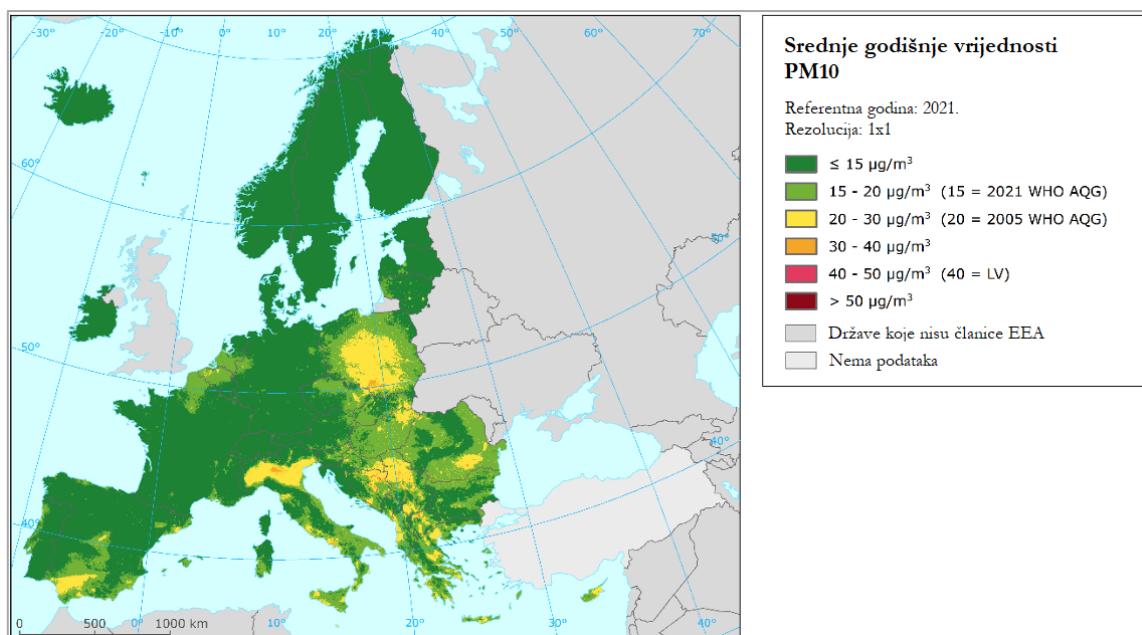 -30°
-20°
-10°
0°
10°
20°
30°
40°
50°
60°
70°
60°
50°
40°
60°
50°
50°
40°
40°
0
500
1000 km
0°
10°
20°
30°
40°
Srednje godišnje vrijednosti
PM10
Referentna godina: 2021.
Rezolucija: 1x1
≤ 15 µg/m³
15 - 20 µg/m³ (15 = 2021 WHO AQG)
20 - 30 µg/m³ (20 = 2005 WHO AQG)
30 - 40 µg/m³
40 - 50 µg/m³ (40 = LV)
> 50 µg/m³
Države koje nisu članice EEA
Nema podataka